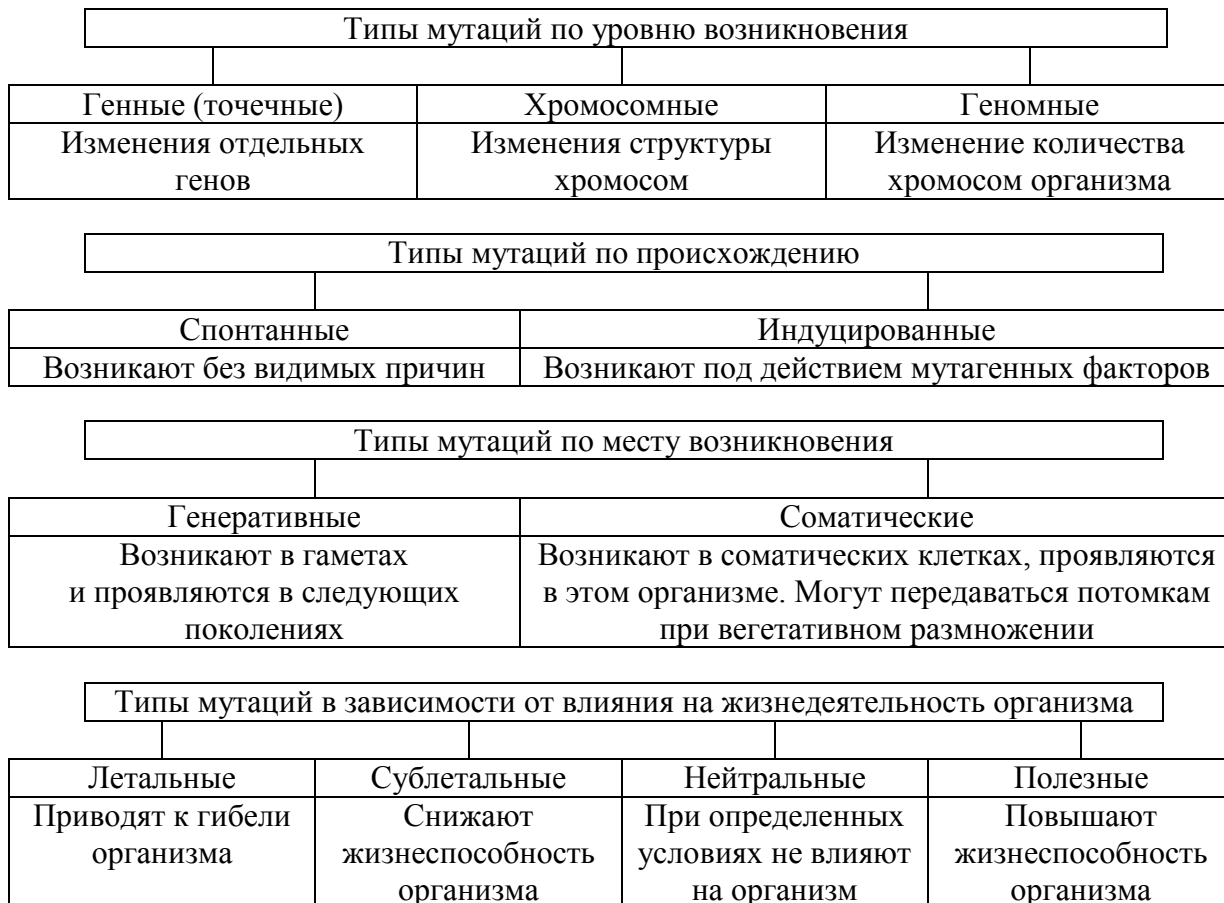 Типы мутаций по уровню возникновения
Генные (точечные)
Хромосомные
Геномные
Изменения отдельных
генов
Изменения структуры
хромосом
Изменение количества
хромосом организма
Типы мутаций по происхождению
Спонтанные
Индуцированные
Возникают без видимых причин
Возникают под действием мутагенных факторов
Типы мутаций по месту возникновения
Генеративные
Соматические
Возникают в гаметах
и проявляются в следующих
поколениях
Возникают в соматических клетках, проявляются
в этом организме. Могут передаваться потомкам
при вегетативном размножении
Типы мутаций в зависимости от влияния на жизнедеятельность организма
Летальные
Сублетальные
Нейтральные
Полезные
Приводят к гибели
организма
Снижают
жизнеспособность
организма
При определенных
условиях не влияют
на организм
Повышают
жизнеспособность
организма